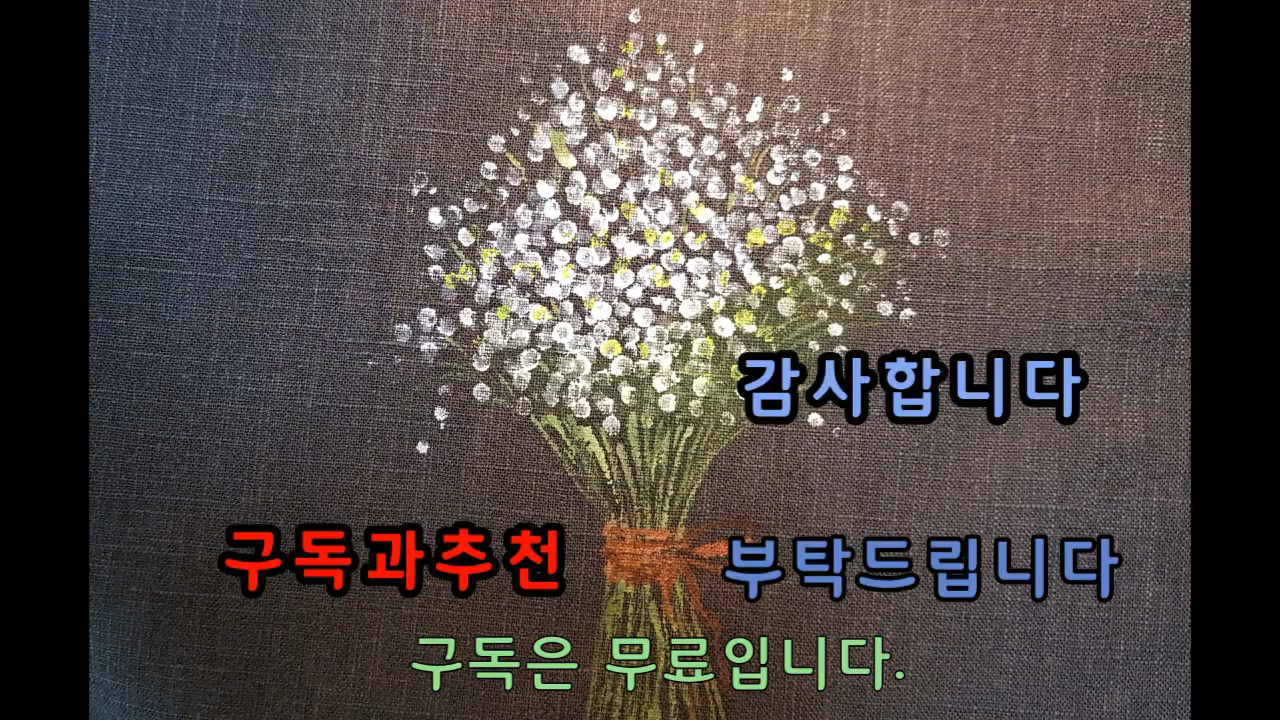 감사합니다
구독과추천 부탁드립니다
구독은 무료입니다.